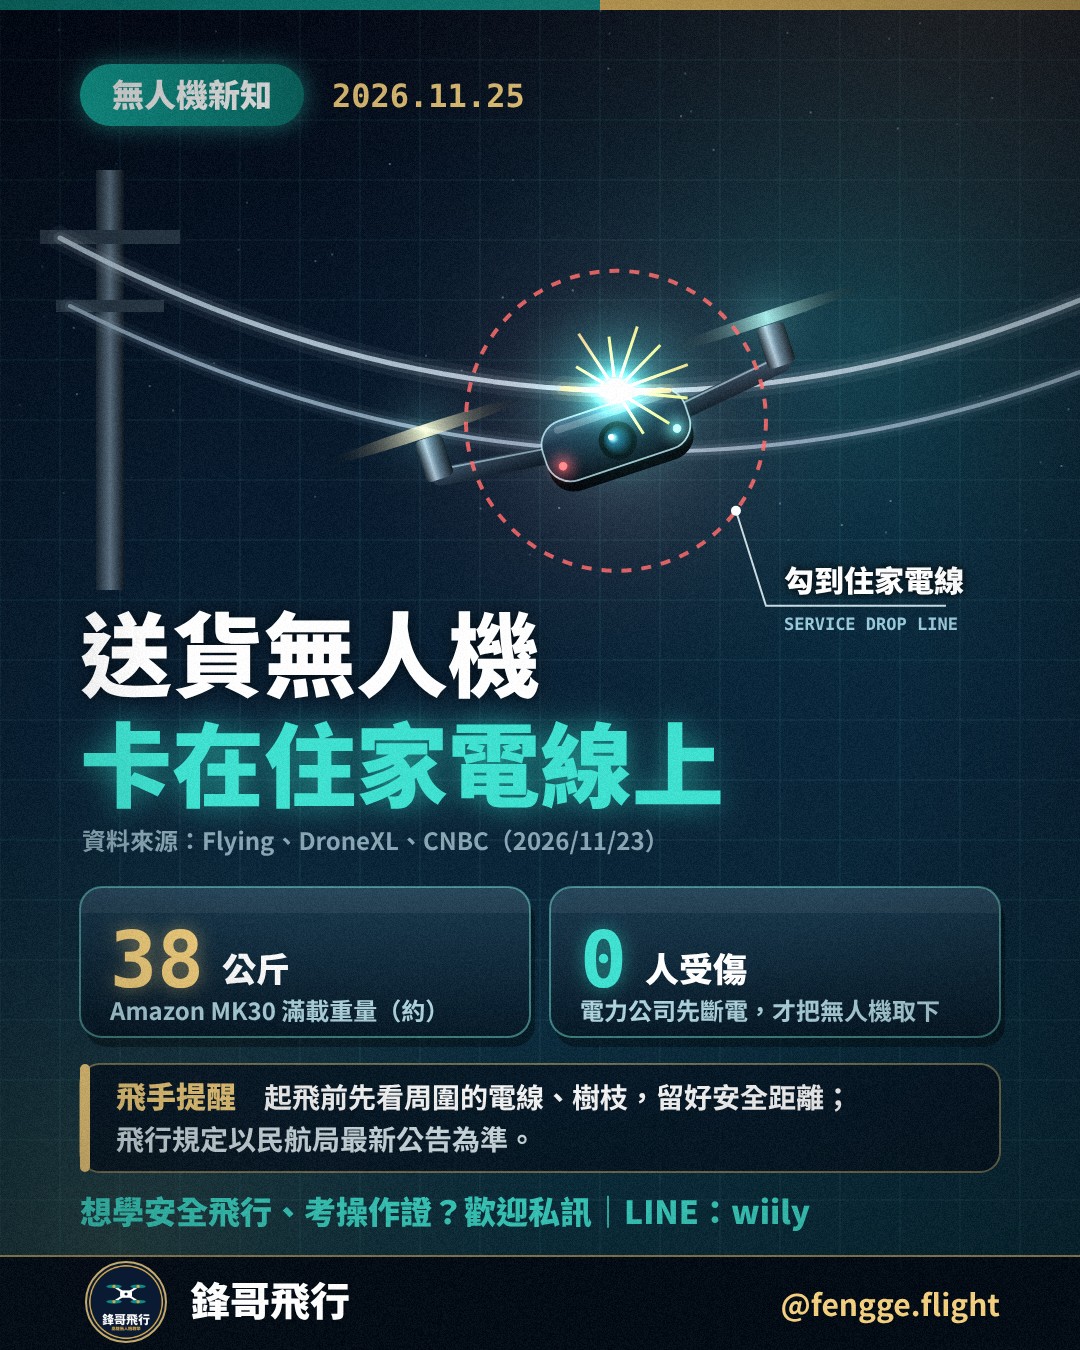 無人機新知
2026.11.25
勾到住家電線
SERVICE DROP LINE
送貨無人機
卡在住家電線上
資料來源：Flying、DroneXL、CNBC（2026/11/23）
38 公斤
Amazon MK30 滿載重量（約）
0 人受傷
電力公司先斷電，才把無人機取下
飛手提醒 起飛前先看周圍的電線、樹枝，留好安全距離；
飛行規定以民航局最新公告為準。
想學安全飛行、考操作證？歡迎私訊｜LINE：wiily
鋒哥飛行
鋒哥飛行
@fengge.flight